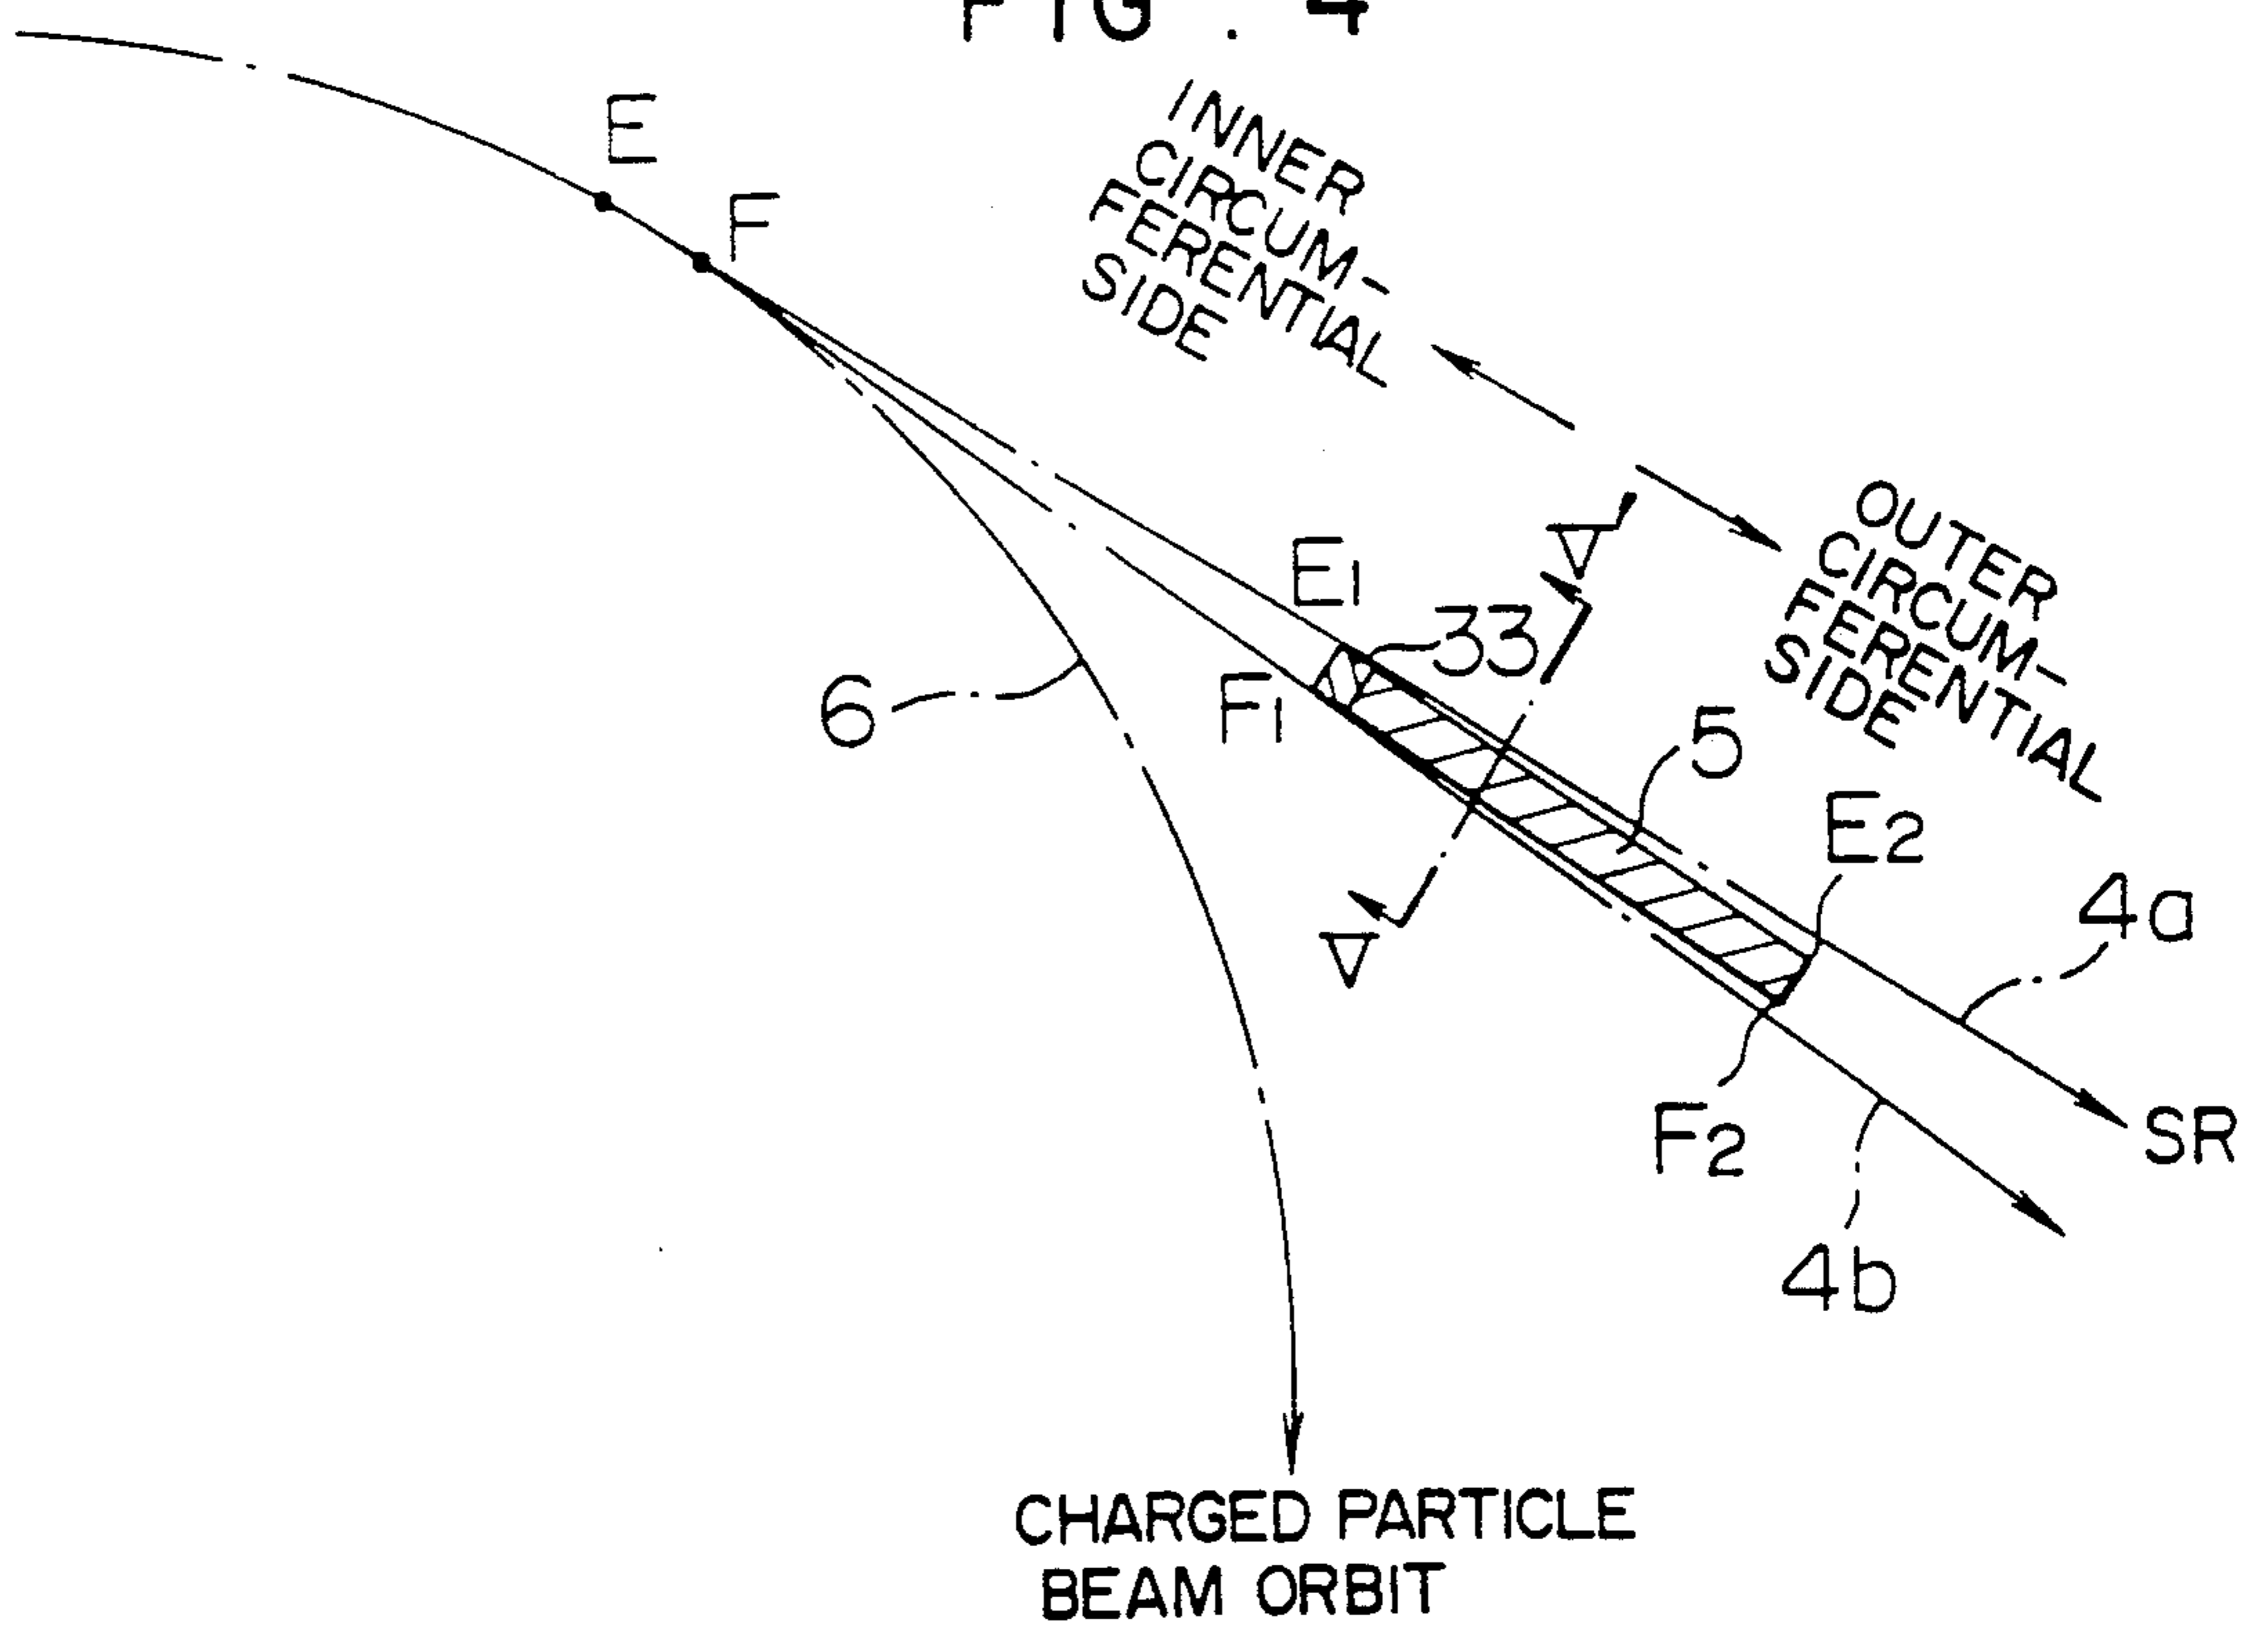 FIG. 4
INNER
CIRCUM-
FERENTIAL
SIDE
E
F
OUTER
CIRCUM-
FERENTIAL
SIDE
V'
E1
33
6
F1
5
E2
4a
V
F2
SR
4b
CHARGED PARTICLE
BEAM ORBIT